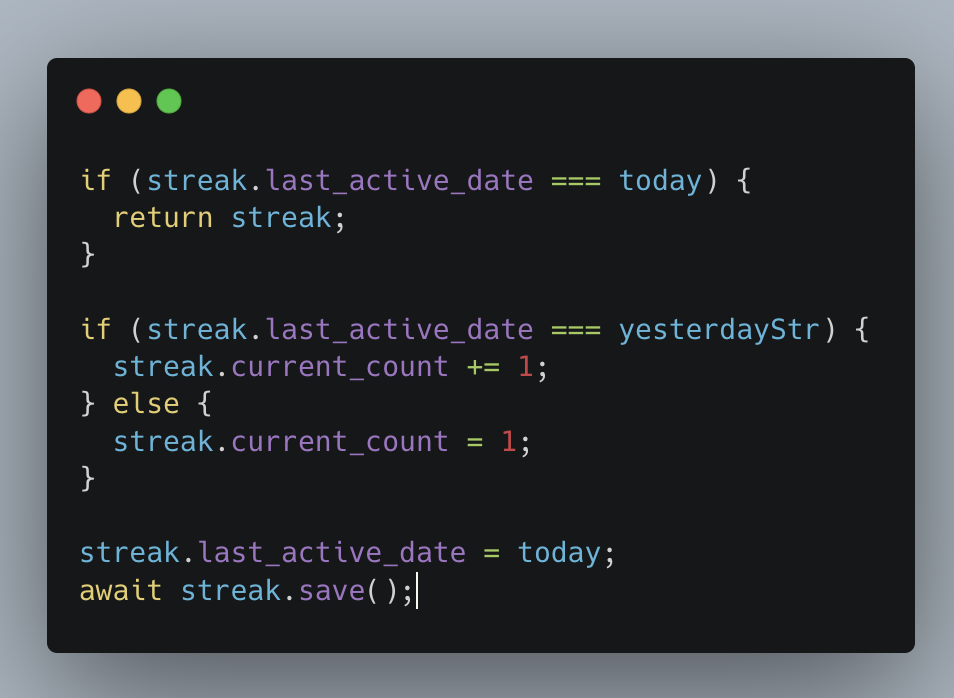 if (streak.last_active_date === today) {
  return streak;
}

if (streak.last_active_date === yesterdayStr) {
  streak.current_count += 1;
} else {
  streak.current_count = 1;
}

streak.last_active_date = today;
await streak.save();